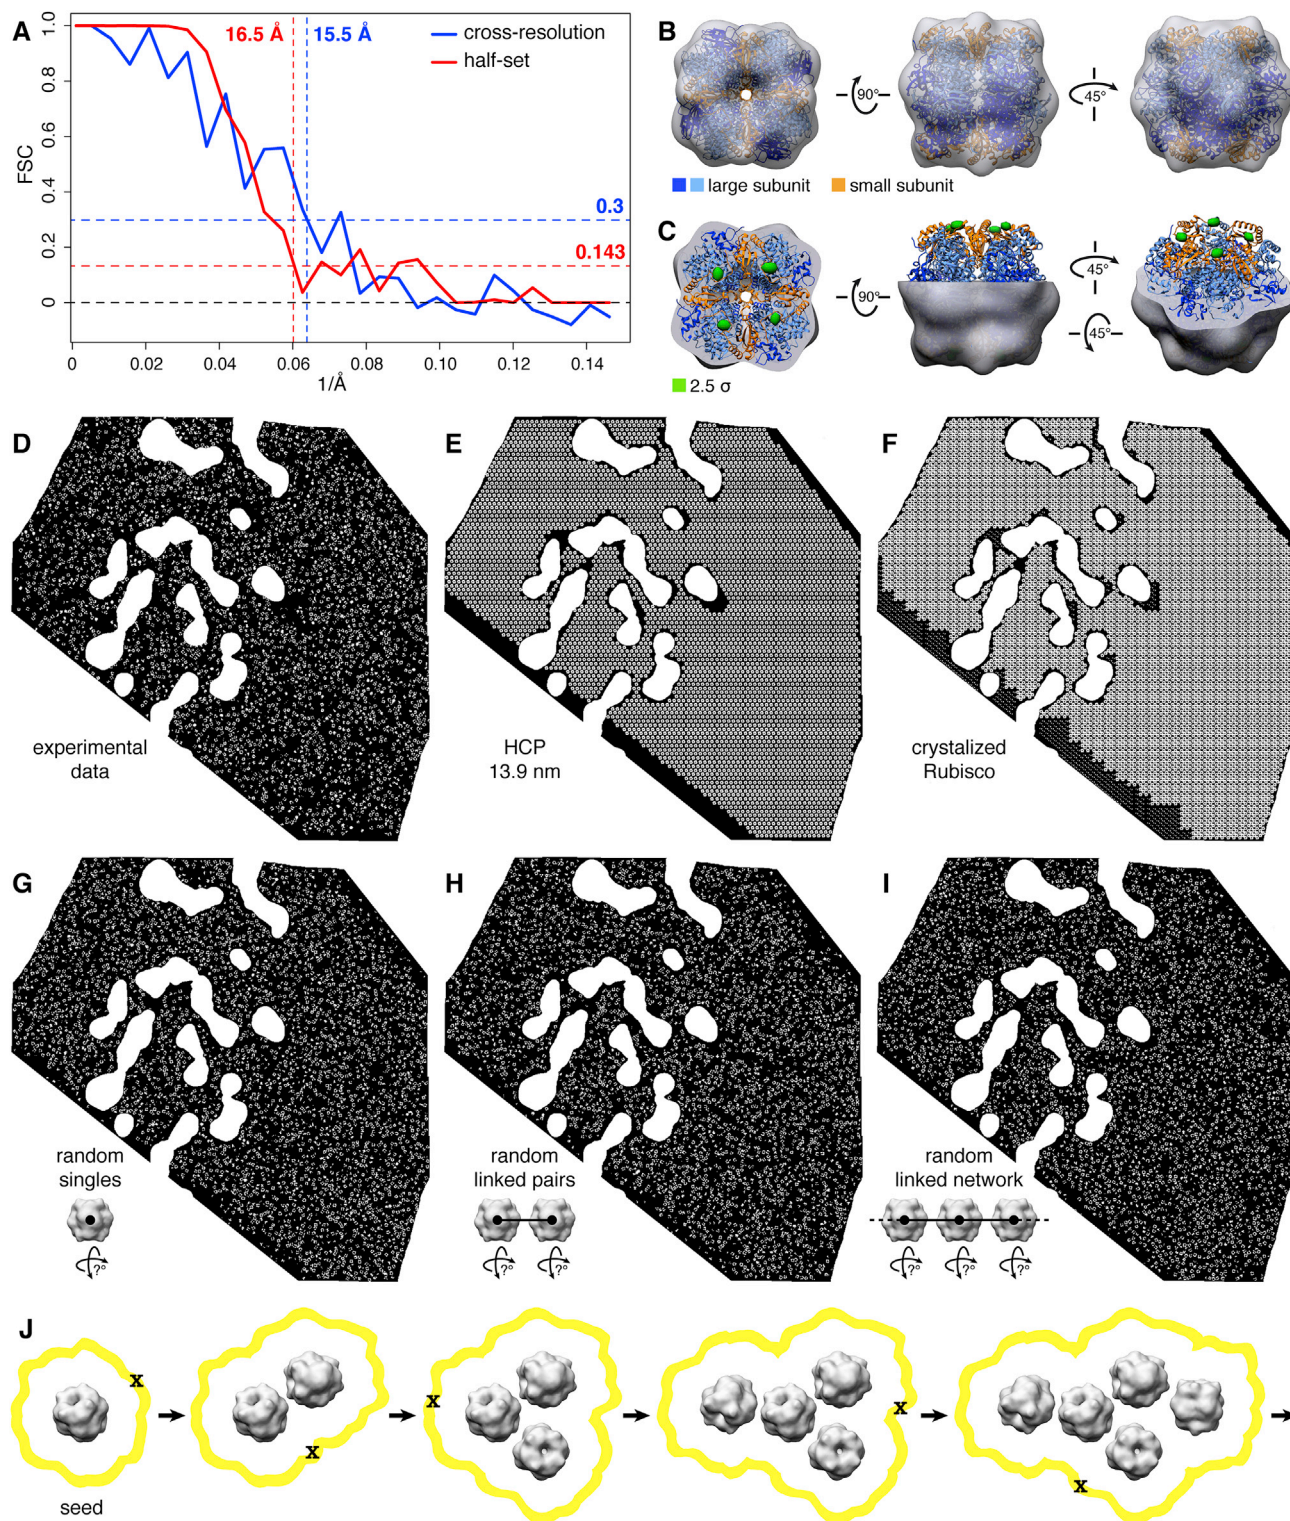 A
1.0
0.8
0.6
0.4
0.2
0
FSC
16.5 Å
15.5 Å
cross-resolution
half-set
0.3
0.143
0
0.02
0.04
0.06
0.08
0.10
0.12
0.14
1/Å
B
90°
45°
large subunit
small subunit
C
90°
45°
45°
2.5 σ
D
experimental
data
E
HCP
13.9 nm
F
crystalized
Rubisco
G
random
singles
?°
H
random
linked pairs
?°
?°
I
random
linked network
?°
?°
?°
J
x
x
x
x
x
seed